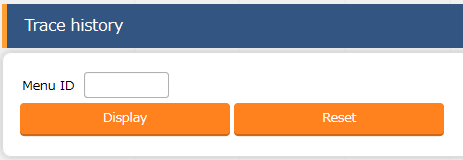 Trace history
Menu ID
Display Reset